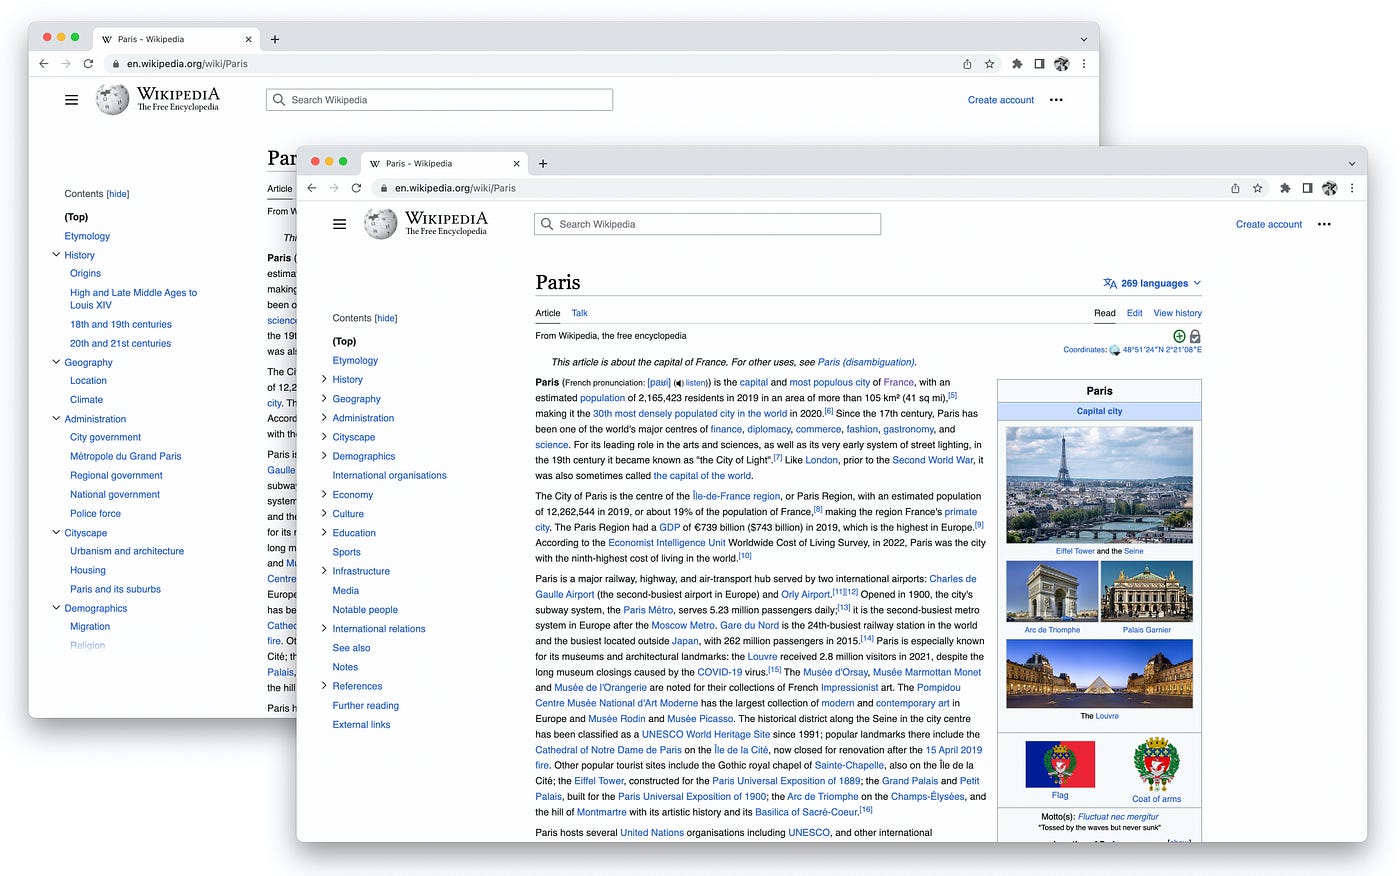 Paris - Wikipedia
en.wikipedia.org/wiki/Paris
WIKIPEDIA
The Free Encyclopedia
Search Wikipedia
Create account
Contents [hide]
(Top)
Etymology
History
Origins
High and Late Middle Ages to
Louis XIV
18th and 19th centuries
20th and 21st centuries
Geography
Location
Climate
Administration
City government
Métropole du Grand Paris
Regional government
National government
Police force
Cityscape
Urbanism and architecture
Housing
Paris and its suburbs
Demographics
Migration
Religion
Par
Article
From W
Thi
Paris (
estima
making
been o
science
the 19t
was als
The Cit
of 12,2
city. Th
Accord
with the
Paris is
Gaulle
subway
system
and the
for its m
long m
and Mu
Centre
Europe
has bee
Cathed
fire. Ot
Cité; th
Palais,
the hill
Paris h
Paris - Wikipedia
en.wikipedia.org/wiki/Paris
WIKIPEDIA
The Free Encyclopedia
Search Wikipedia
Create account
Contents [hide]
(Top)
Etymology
History
Geography
Administration
Cityscape
Demographics
International organisations
Economy
Culture
Education
Sports
Infrastructure
Media
Notable people
International relations
See also
Notes
References
Further reading
External links
Paris
269 languages
Article Talk
Read Edit View history
From Wikipedia, the free encyclopedia
Coordinates: 48°51′24″N 2°21′08″E
This article is about the capital of France. For other uses, see Paris (disambiguation).
Paris (French pronunciation: [paʁi] (listen)) is the capital and most populous city of France, with an
estimated population of 2,165,423 residents in 2019 in an area of more than 105 km² (41 sq mi),[5]
making it the 30th most densely populated city in the world in 2020.[6] Since the 17th century, Paris has
been one of the world's major centres of finance, diplomacy, commerce, fashion, gastronomy, and
science. For its leading role in the arts and sciences, as well as its very early system of street lighting, in
the 19th century it became known as "the City of Light".[7] Like London, prior to the Second World War, it
was also sometimes called the capital of the world.
The City of Paris is the centre of the Île-de-France region, or Paris Region, with an estimated population
of 12,262,544 in 2019, or about 19% of the population of France,[8] making the region France's primate
city. The Paris Region had a GDP of €739 billion ($743 billion) in 2019, which is the highest in Europe.[9]
According to the Economist Intelligence Unit Worldwide Cost of Living Survey, in 2022, Paris was the city
with the ninth-highest cost of living in the world.[10]
Paris is a major railway, highway, and air-transport hub served by two international airports: Charles de
Gaulle Airport (the second-busiest airport in Europe) and Orly Airport.[11][12] Opened in 1900, the city's
subway system, the Paris Métro, serves 5.23 million passengers daily;[13] it is the second-busiest metro
system in Europe after the Moscow Metro. Gare du Nord is the 24th-busiest railway station in the world
and the busiest located outside Japan, with 262 million passengers in 2015.[14] Paris is especially known
for its museums and architectural landmarks: the Louvre received 2.8 million visitors in 2021, despite the
long museum closings caused by the COVID-19 virus.[15] The Musée d'Orsay, Musée Marmottan Monet
and Musée de l'Orangerie are noted for their collections of French Impressionist art. The Pompidou
Centre Musée National d'Art Moderne has the largest collection of modern and contemporary art in
Europe and Musée Rodin and Musée Picasso. The historical district along the Seine in the city centre
has been classified as a UNESCO World Heritage Site since 1991; popular landmarks there include the
Cathedral of Notre Dame de Paris on the Île de la Cité, now closed for renovation after the 15 April 2019
fire. Other popular tourist sites include the Gothic royal chapel of Sainte-Chapelle, also on the Île de la
Cité; the Eiffel Tower, constructed for the Paris Universal Exposition of 1889; the Grand Palais and Petit
Palais, built for the Paris Universal Exposition of 1900; the Arc de Triomphe on the Champs-Élysées, and
the hill of Montmartre with its artistic history and its Basilica of Sacré-Coeur.[16]
Paris hosts several United Nations organisations including UNESCO, and other international
Paris
Capital city
Eiffel Tower and the Seine
Arc de Triomphe
Palais Garnier
The Louvre
Flag
Coat of arms
Motto(s): Fluctuat nec mergitur
"Tossed by the waves but never sunk"